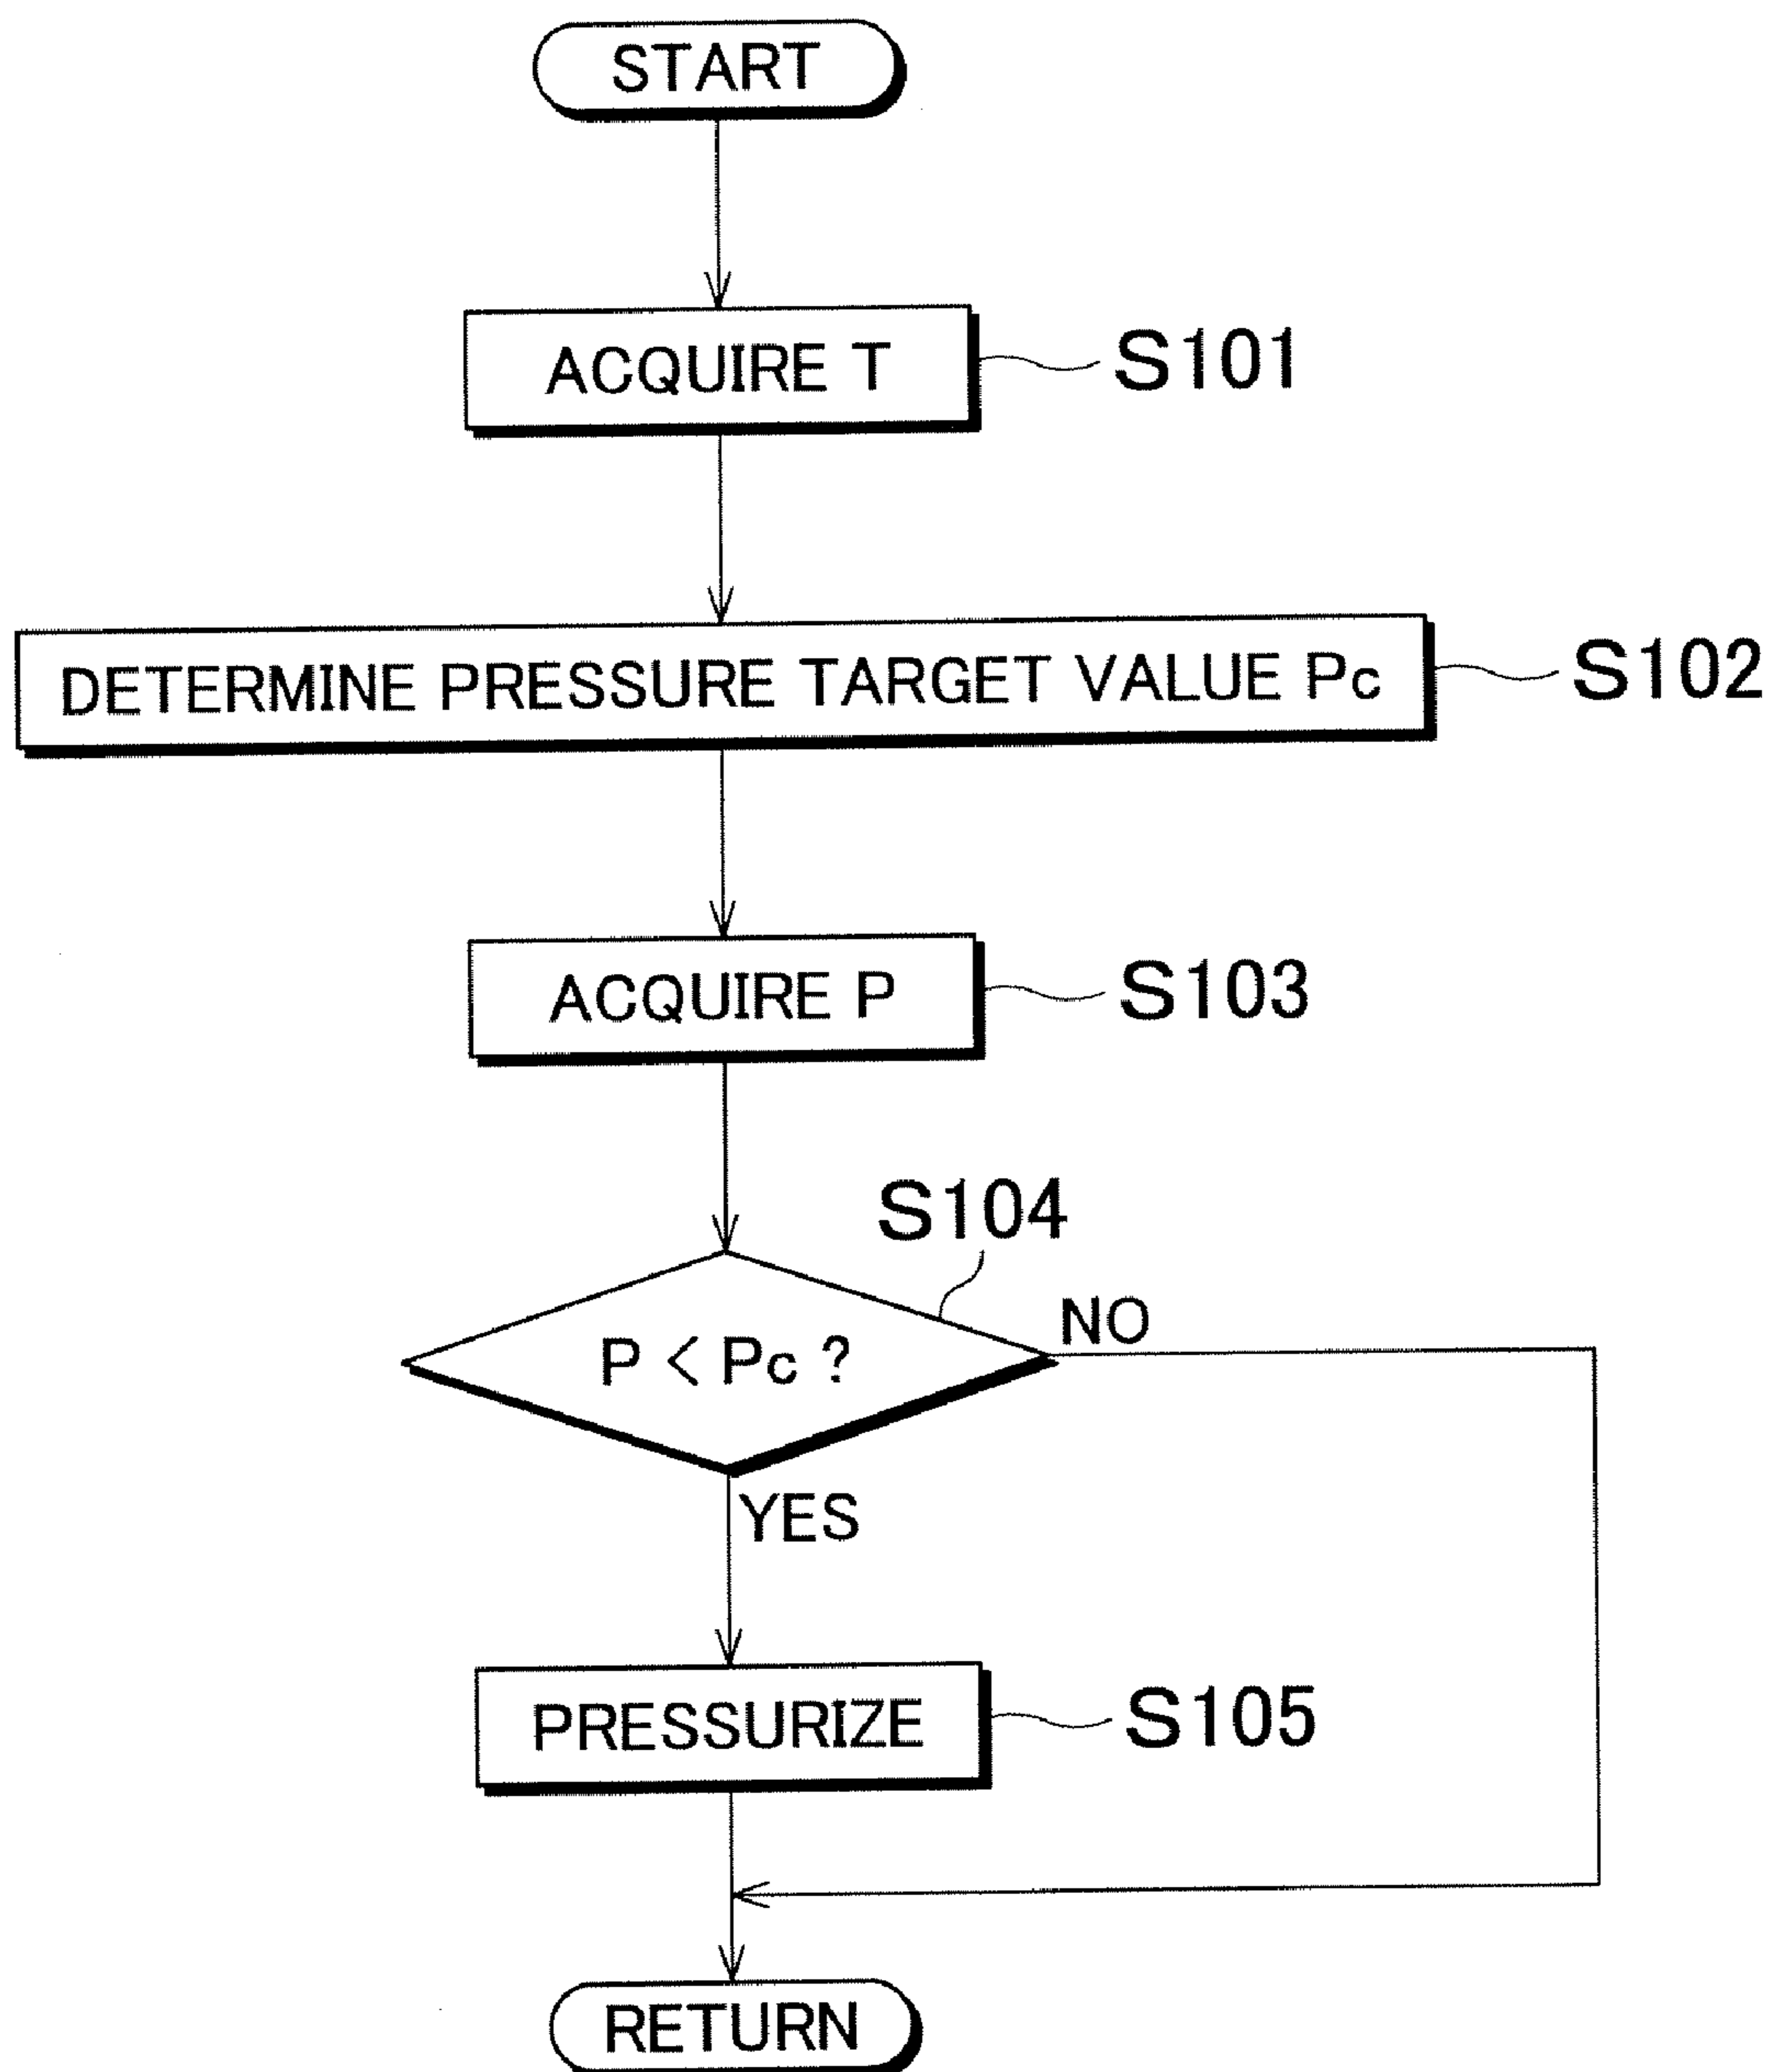 START
ACQUIRE T
S101
DETERMINE PRESSURE TARGET VALUE Pc
S102
ACQUIRE P
S103
S104
P < Pc ?
NO
YES
PRESSURIZE
S105
RETURN